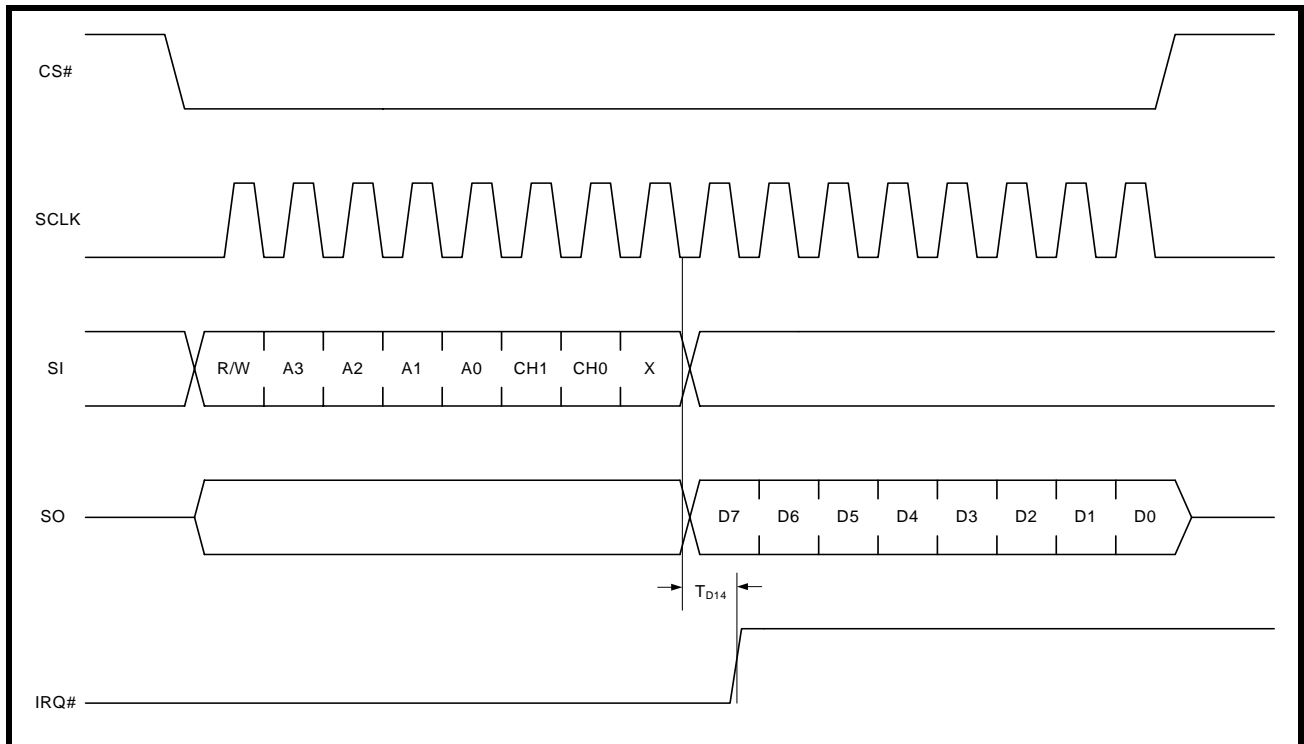 CS#
SCLK
SI R/W A3 A2 A1 A0 CH1 CH0 X
SO D7 D6 D5 D4 D3 D2 D1 D0
TD14
IRQ#